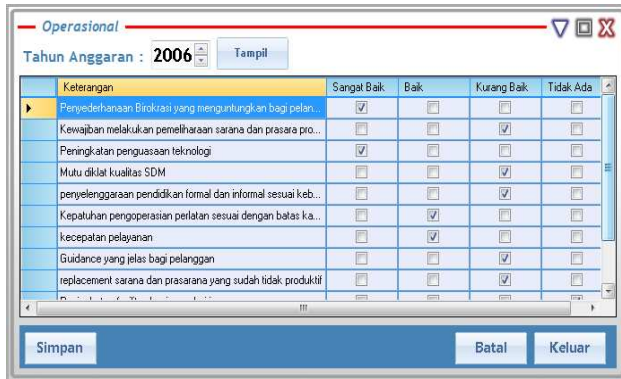 Operasional
Tahun Anggaran : 2006 Tampil
Keterangan Sangat Baik Baik Kurang Baik Tidak Ada
Penyederhanaan Birokrasi yang menguntungkan bagi pelan...
Kewajiban melakukan pemeliharaan sarana dan prasara pro...
Peningkatan penguasaan teknologi
Mutu diklat kualitas SDM
penyelenggaraan pendidikan formal dan informal sesuai keb...
Kepatuhan pengoperasian perlatan sesuai dengan batas ka...
kecepatan pelayanan
Guidance yang jelas bagi pelanggan
replacement sarana dan prasarana yang sudah tidak produktif
Simpan Batal Keluar